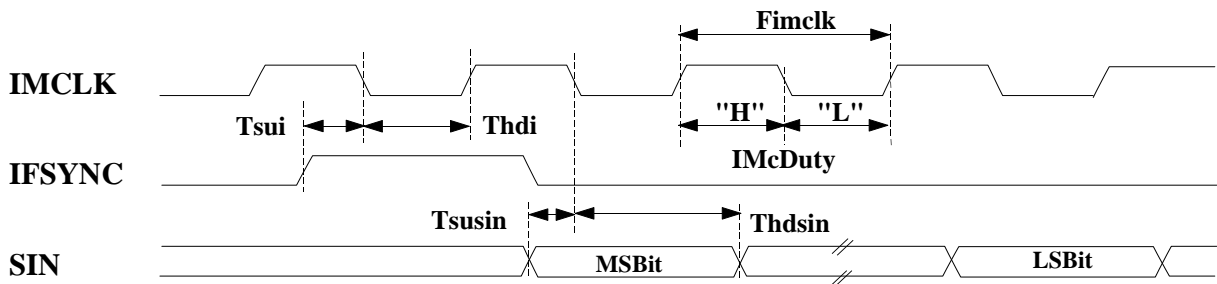 Fimclk
IMCLK
"H" "L"
Tsui Thdi
IMcDuty
IFSYNC
Tsusin Thdsin
SIN MSBit LSBit